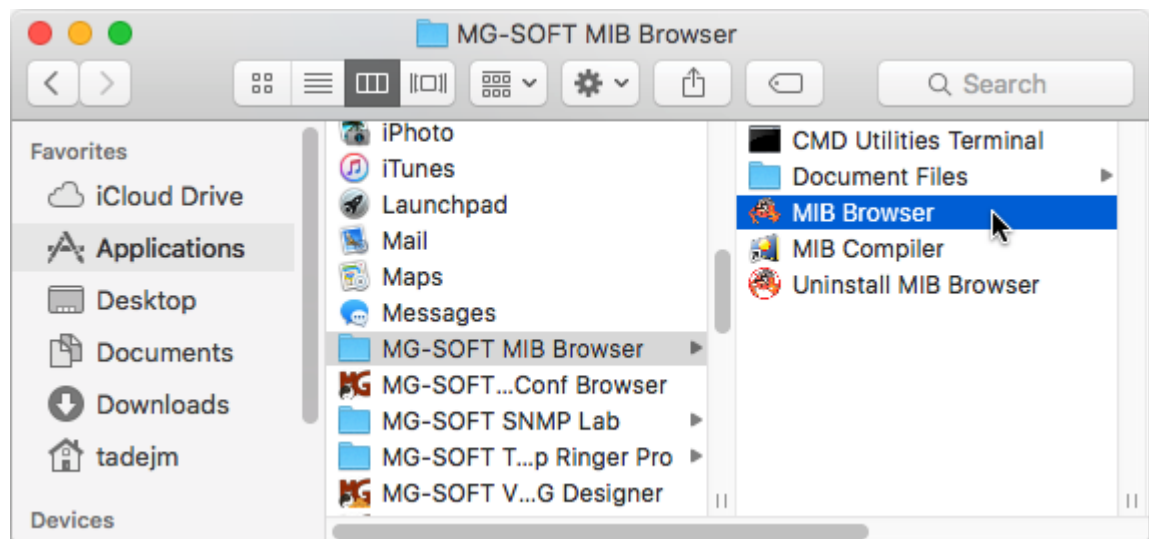 MG-SOFT MIB Browser
Search
Favorites
iCloud Drive
Applications
Desktop
Documents
Downloads
tadejm
Devices
iPhoto
iTunes
Launchpad
Mail
Maps
Messages
MG-SOFT MIB Browser
MG-SOFT...Conf Browser
MG-SOFT SNMP Lab
MG-SOFT T...p Ringer Pro
MG-SOFT V...G Designer
CMD Utilities Terminal
Document Files
MIB Browser
MIB Compiler
Uninstall MIB Browser